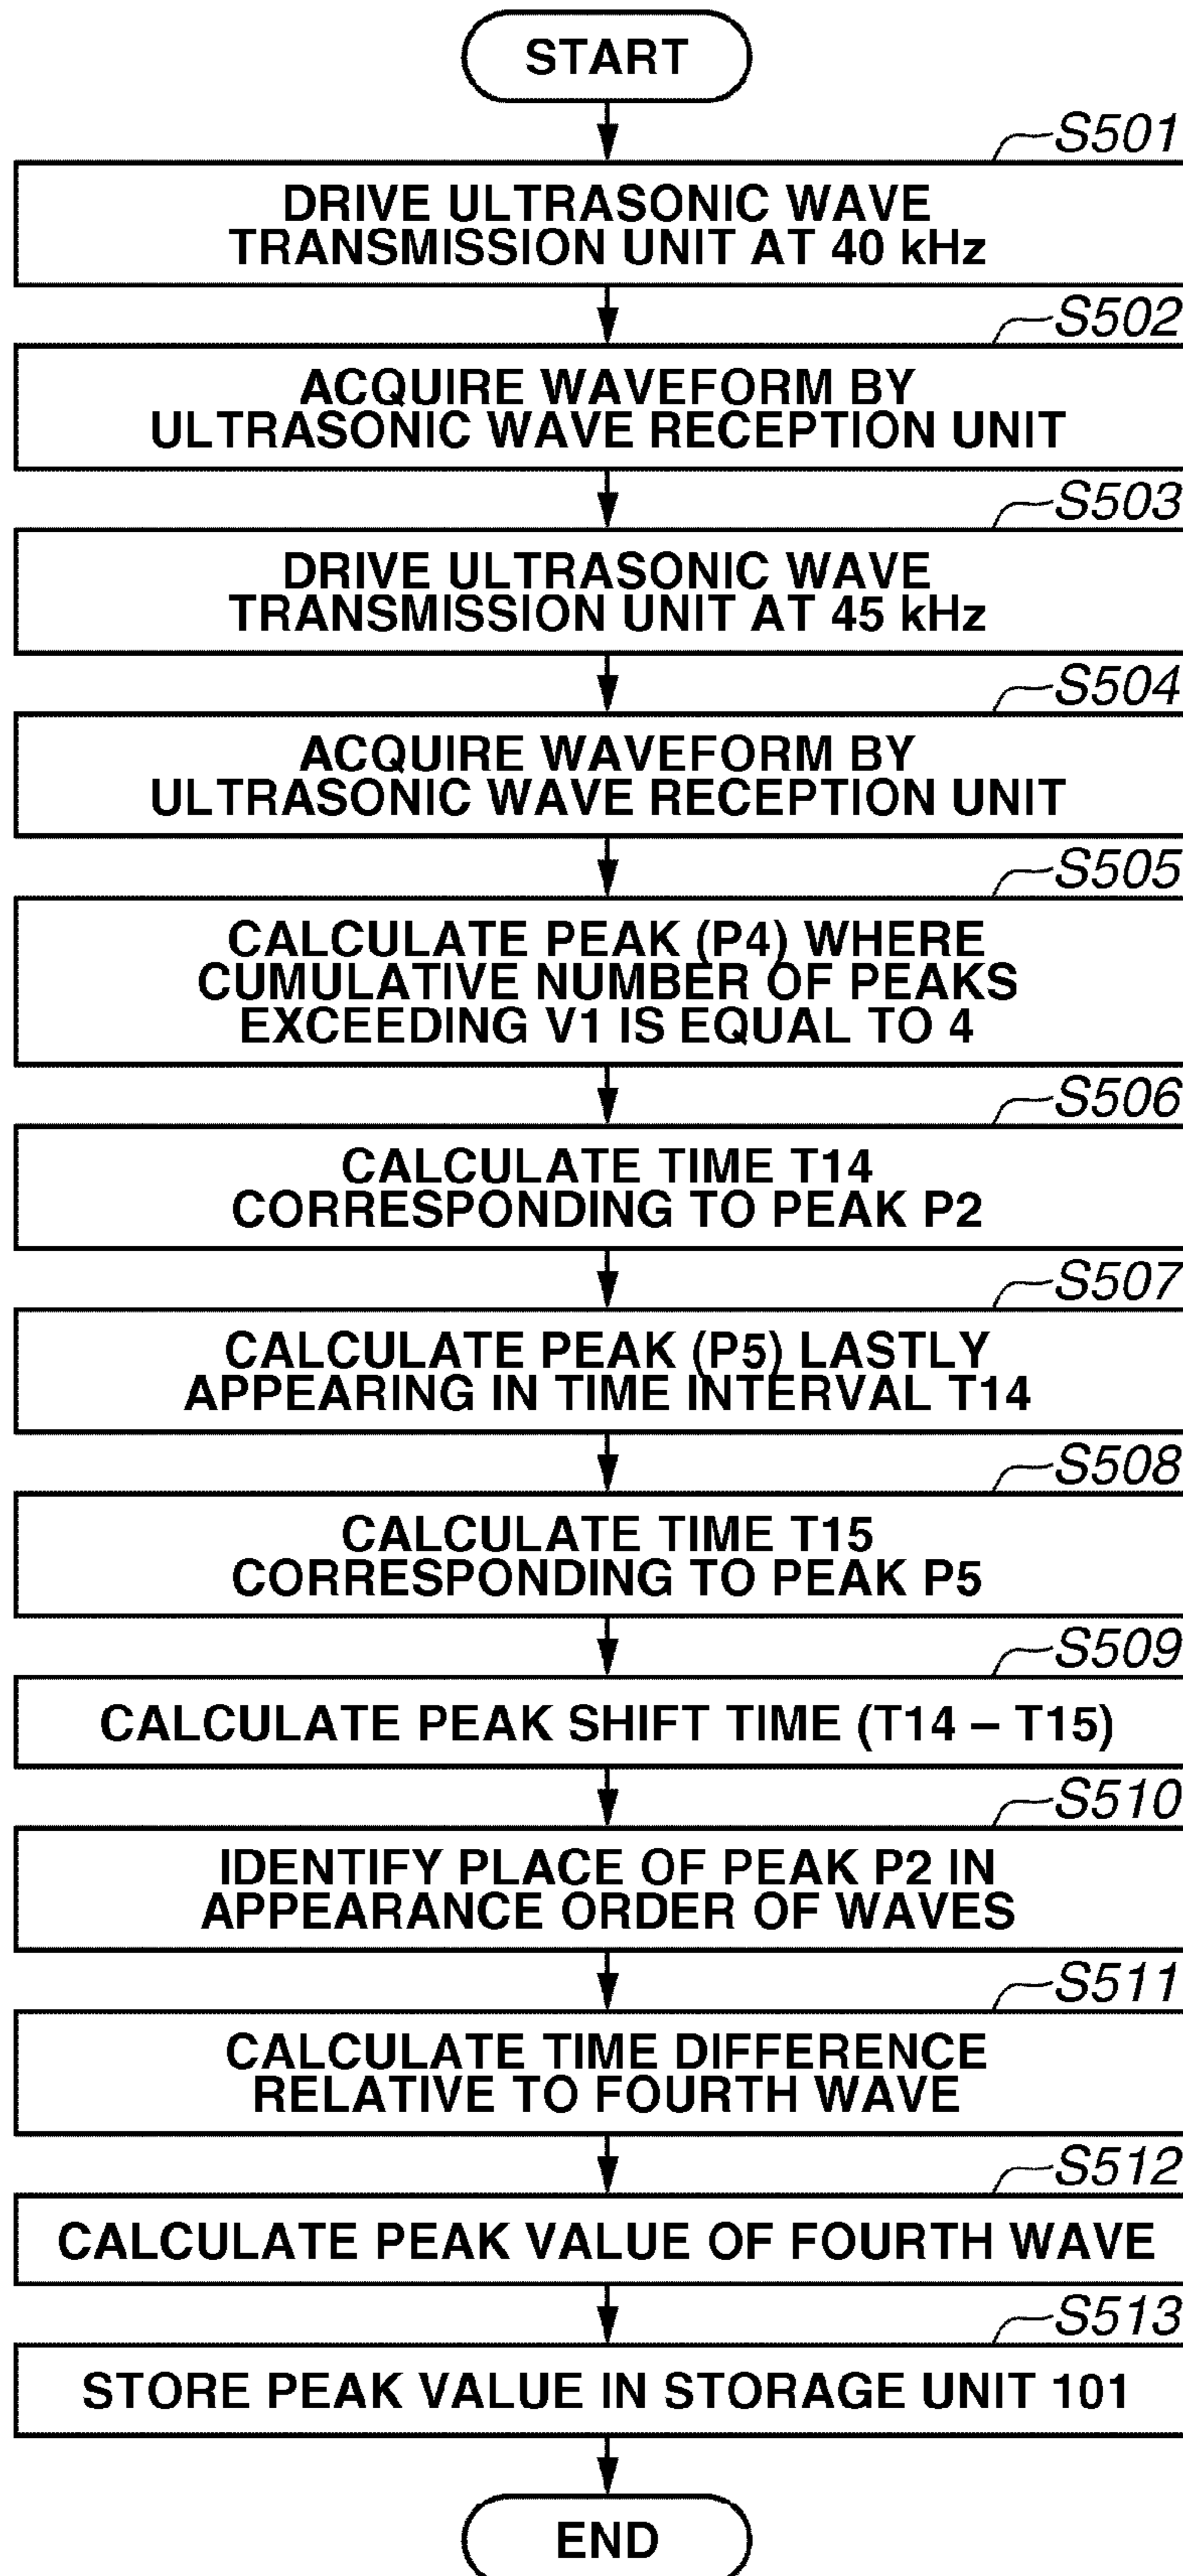 START
S501
DRIVE ULTRASONIC WAVE
TRANSMISSION UNIT AT 40 kHz
S502
ACQUIRE WAVEFORM BY
ULTRASONIC WAVE RECEPTION UNIT
S503
DRIVE ULTRASONIC WAVE
TRANSMISSION UNIT AT 45 kHz
S504
ACQUIRE WAVEFORM BY
ULTRASONIC WAVE RECEPTION UNIT
S505
CALCULATE PEAK (P4) WHERE
CUMULATIVE NUMBER OF PEAKS
EXCEEDING V1 IS EQUAL TO 4
S506
CALCULATE TIME T14
CORRESPONDING TO PEAK P2
S507
CALCULATE PEAK (P5) LASTLY
APPEARING IN TIME INTERVAL T14
S508
CALCULATE TIME T15
CORRESPONDING TO PEAK P5
S509
CALCULATE PEAK SHIFT TIME (T14 – T15)
S510
IDENTIFY PLACE OF PEAK P2 IN
APPEARANCE ORDER OF WAVES
S511
CALCULATE TIME DIFFERENCE
RELATIVE TO FOURTH WAVE
S512
CALCULATE PEAK VALUE OF FOURTH WAVE
S513
STORE PEAK VALUE IN STORAGE UNIT 101
END